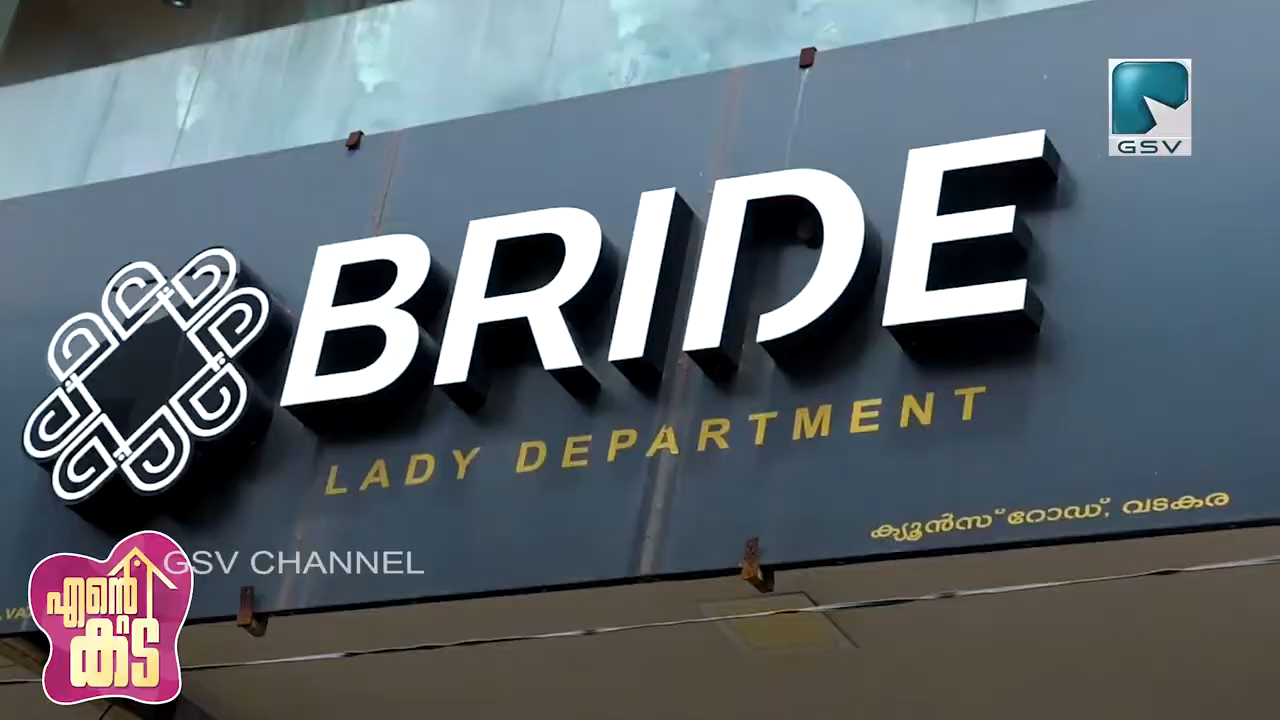 GSV
BRIDE
LADY DEPARTMENT
ക്യൂൻസ് റോഡ്, വടകര
GSV CHANNEL
എന്റെ
കട